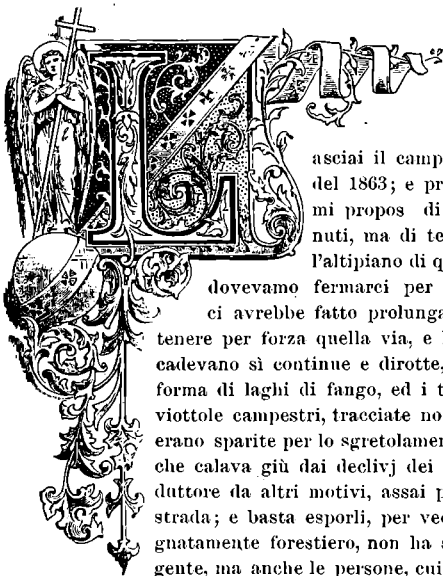 Lasciai il camp
del 1863; e pr
mi propos di
nuti, ma di te
l'altipiano di q
dovevamo fermarci per
ci avrebbe fatto prolunga
tenere per forza quella via, e l
cadevano sì continue e dirotte,
forma di laghi di fango, ed i t
viottole campestri, tracciate no
erano sparite per lo sgretolamen
che calava giù dai declivj dei
duttore da altri motivi, assai p
strada; e basta esporli, per vec
gnatamente forestiero, non ha s
gente, ma anche le persone, cui